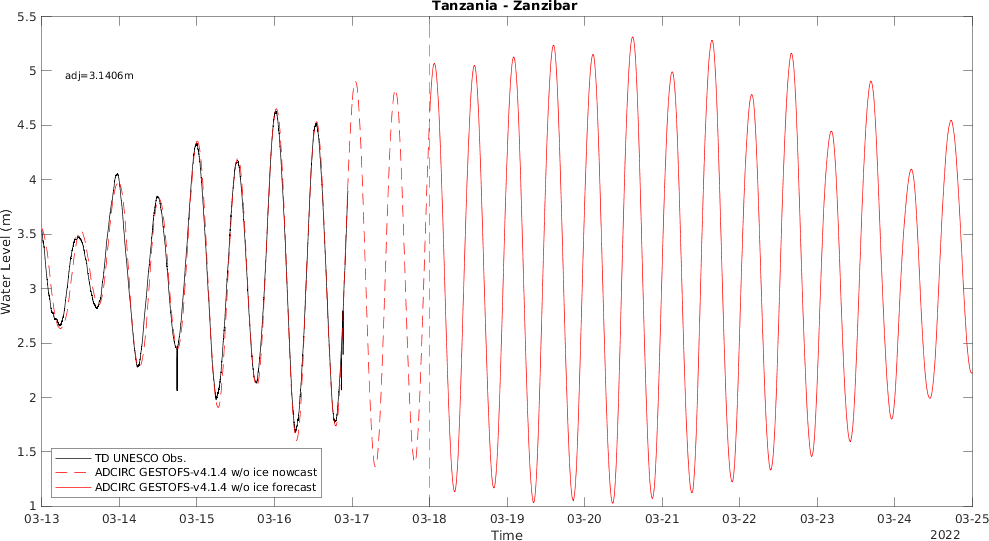 Tanzania - Zanzibar
5.5
5
4.5
4
3.5
3
2.5
2
1.5
1
Water Level (m)
adj=3.1406m
TD UNESCO Obs.
ADCIRC GESTOFS-v4.1.4 w/o ice nowcast
ADCIRC GESTOFS-v4.1.4 w/o ice forecast
03-13 03-14 03-15 03-16 03-17 03-18 03-19 03-20 03-21 03-22 03-23 03-24 03-25
Time
2022